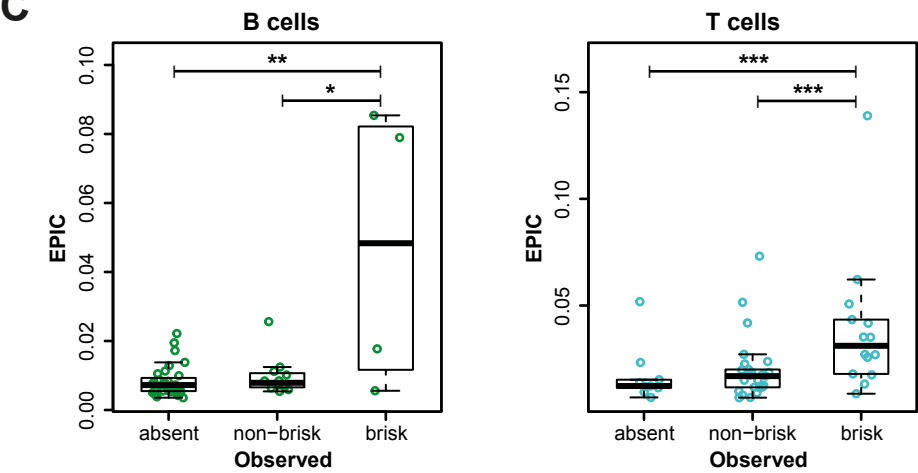 C
B cells
EPIC
0.10
0.08
0.06
0.04
0.02
0.00
**
*
absent
non−brisk
brisk
Observed
T cells
EPIC
0.15
0.10
0.05
***
***
absent
non−brisk
brisk
Observed